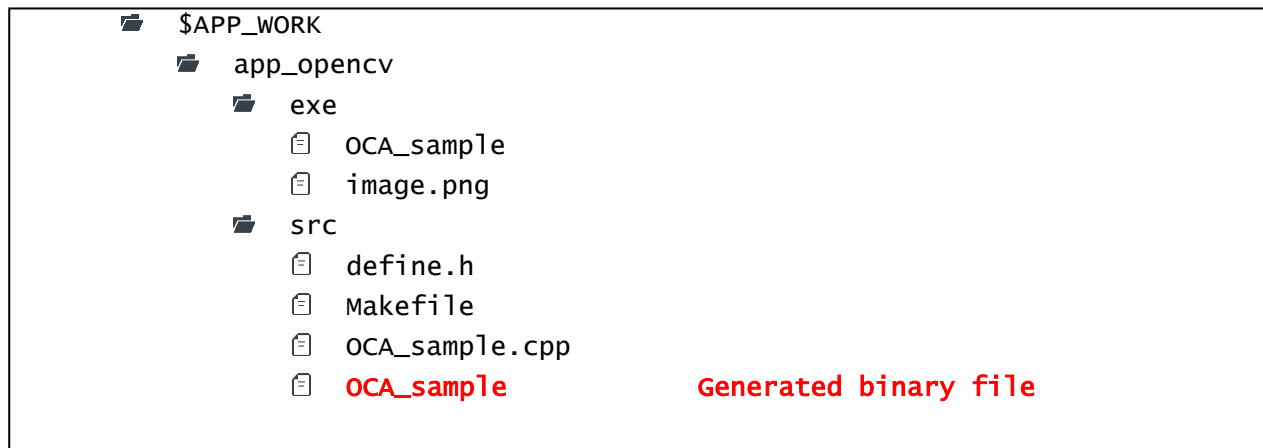 $APP_WORK
app_opencv
exe
OCA_sample
image.png
src
define.h
Makefile
OCA_sample.cpp
OCA_sample Generated binary file